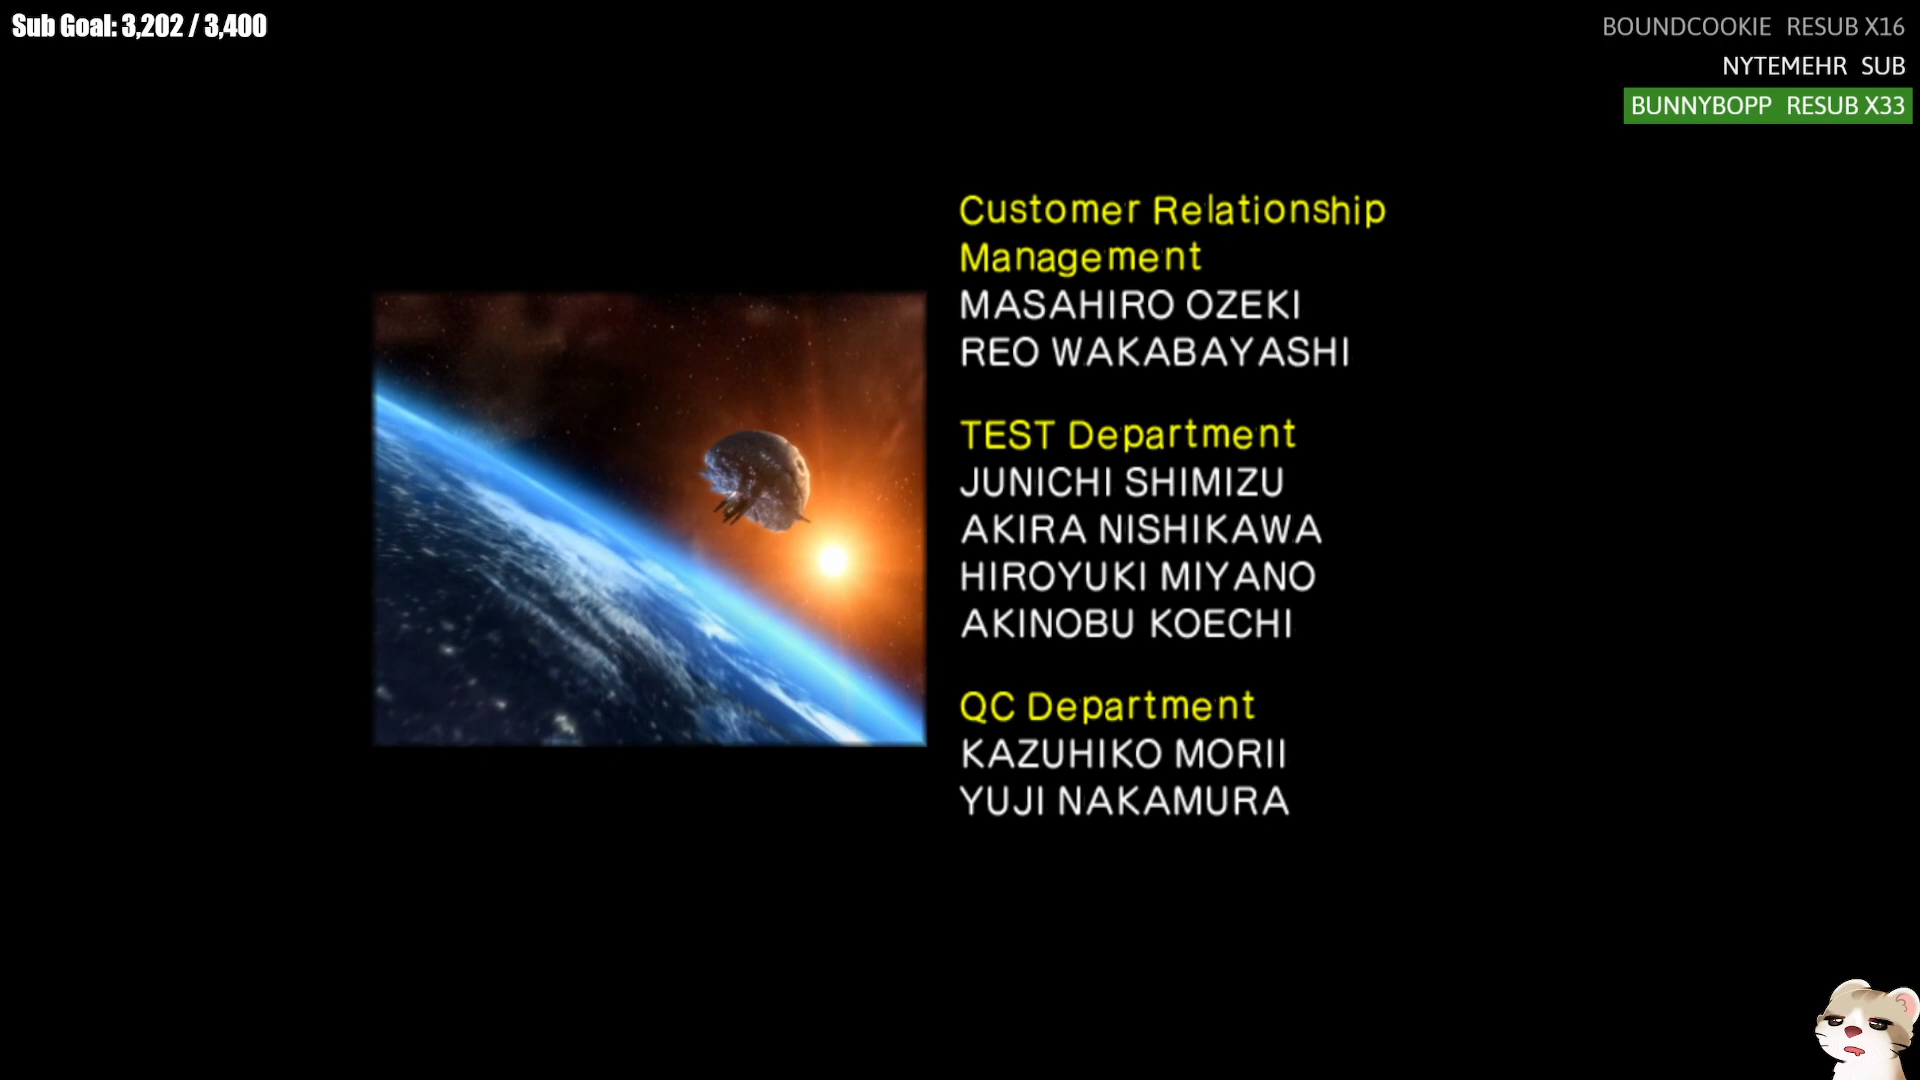 Sub Goal: 3,202 / 3,400
BOUNDCOOKIE RESUB X16
NYTEMEHR SUB
BUNNYBOPP RESUB X33
Customer Relationship
Management
MASAHIRO OZEKI
REO WAKABAYASHI
TEST Department
JUNICHI SHIMIZU
AKIRA NISHIKAWA
HIROYUKI MIYANO
AKINOBU KOECHI
QC Department
KAZUHIKO MORII
YUJI NAKAMURA